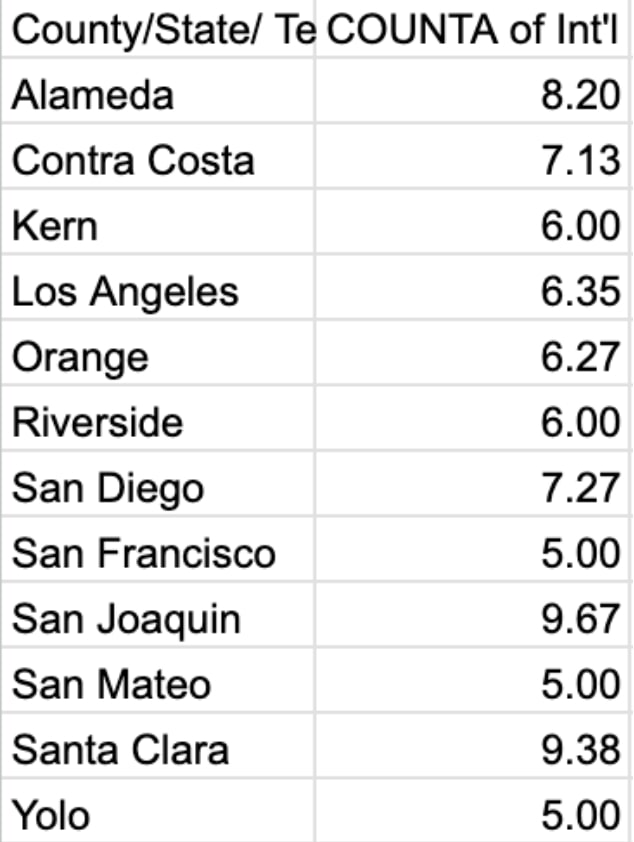 County/State/ Te COUNTA of Int'l
Alameda 8.20
Contra Costa 7.13
Kern 6.00
Los Angeles 6.35
Orange 6.27
Riverside 6.00
San Diego 7.27
San Francisco 5.00
San Joaquin 9.67
San Mateo 5.00
Santa Clara 9.38
Yolo 5.00